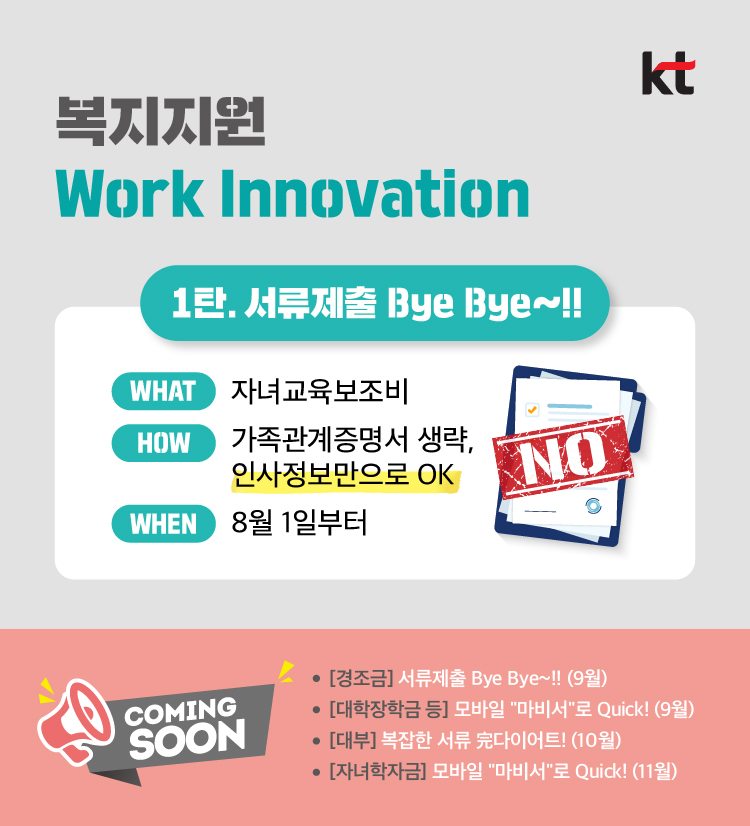 kt
복지지원
Work Innovation
1탄. 서류제출 Bye Bye~!!
WHAT 자녀교육보조비
HOW 가족관계증명서 생략,
인사정보만으로 OK
WHEN 8월 1일부터
NO
COMING
SOON
• [경조금] 서류제출 Bye Bye~!! (9월)
• [대학장학금 등] 모바일 "마비서"로 Quick! (9월)
• [대부] 복잡한 서류 完다이어트! (10월)
• [자녀학자금] 모바일 "마비서"로 Quick! (11월)